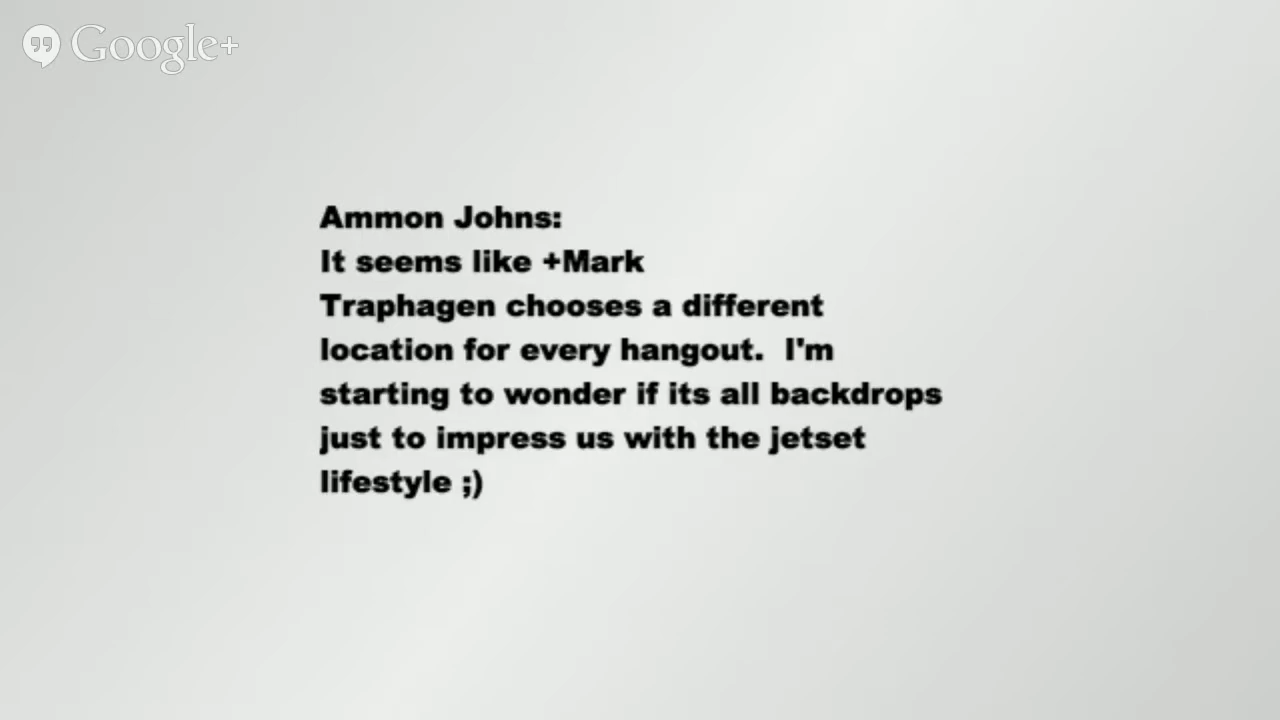 Google+
Ammon Johns:
It seems like +Mark
Traphagen chooses a different
location for every hangout.  I'm
starting to wonder if its all backdrops
just to impress us with the jetset
lifestyle ;)